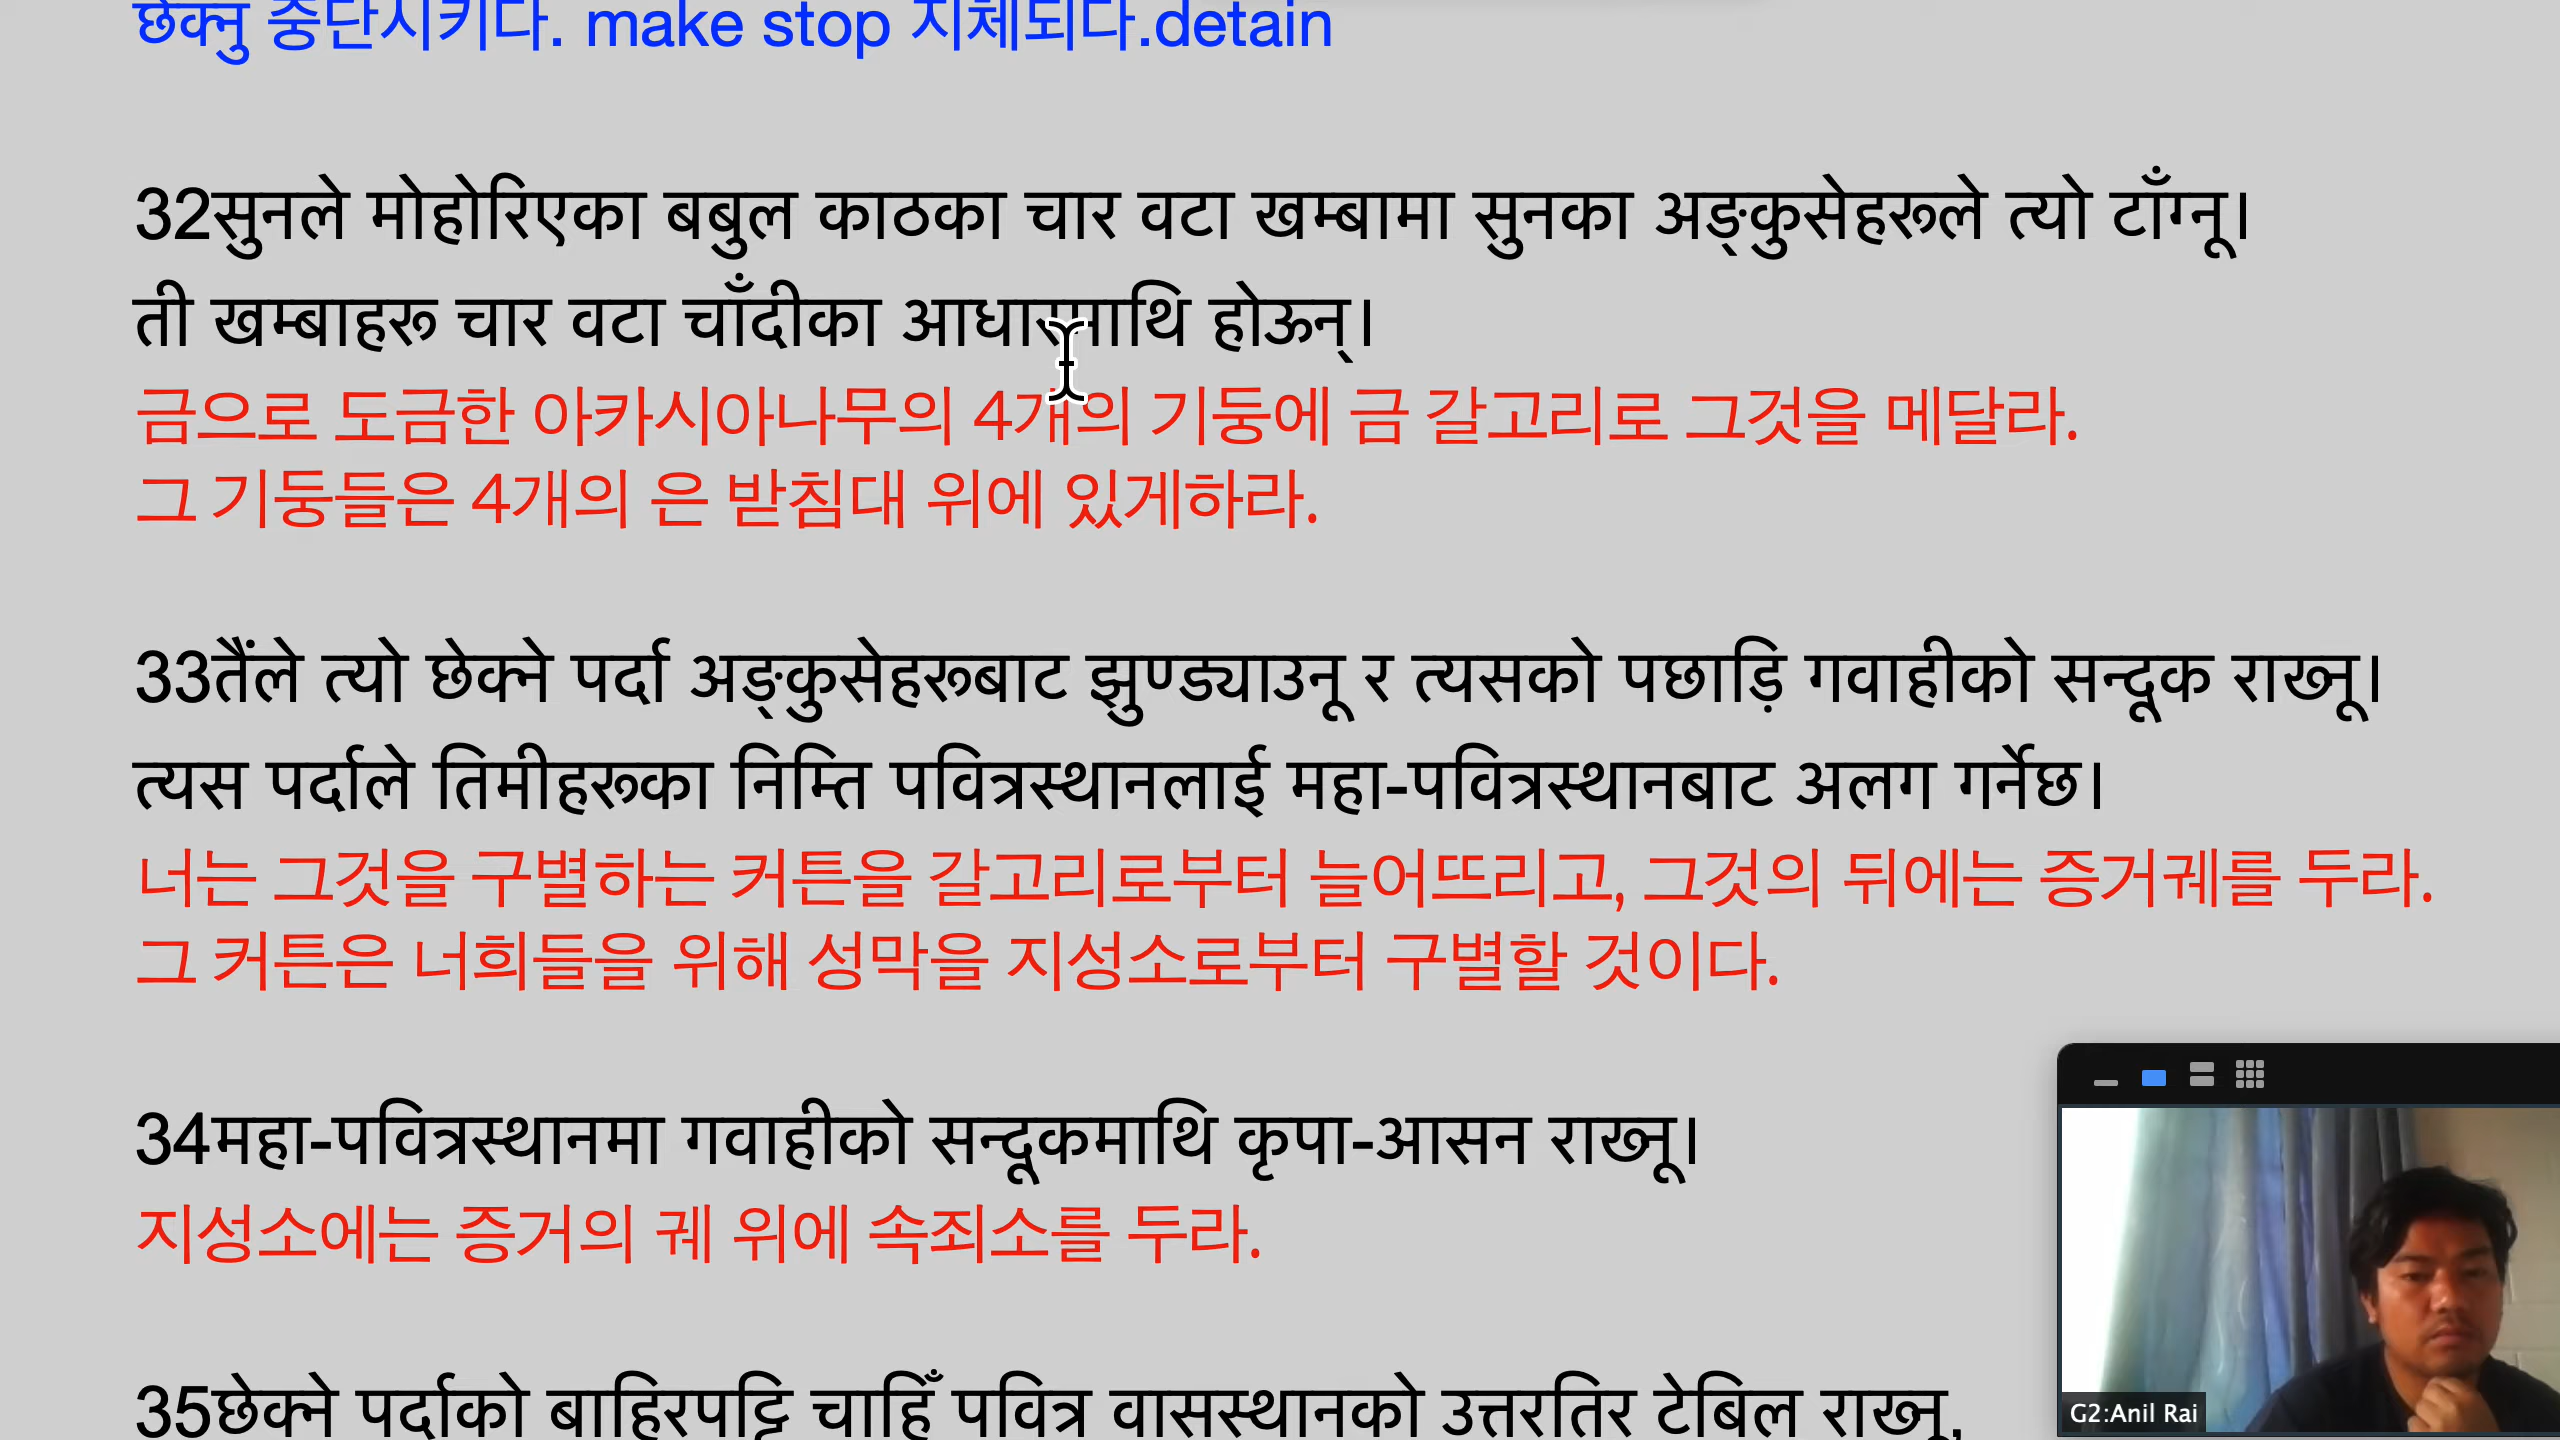 छेक्नु 중단시키다. make stop 지체되다.detain
32सुनले मोहोरिएका बबुल काठका चार वटा खम्बामा सुनका अङ्कुसेहरूले त्यो टाँग्नू।
ती खम्बाहरू चार वटा चाँदीका आधारमाथि होऊन्।
금으로 도금한 아카시아나무의 4개의 기둥에 금 갈고리로 그것을 메달라.
그 기둥들은 4개의 은 받침대 위에 있게하라.
33तैंले त्यो छेक्ने पर्दा अङ्कुसेहरूबाट झुण्ड्याउनू र त्यसको पछाड़ि गवाहीको सन्दूक राख्नू।
त्यस पर्दाले तिमीहरूका निम्ति पवित्रस्थानलाई महा-पवित्रस्थानबाट अलग गर्नेछ।
너는 그것을 구별하는 커튼을 갈고리로부터 늘어뜨리고, 그것의 뒤에는 증거궤를 두라.
그 커튼은 너희들을 위해 성막을 지성소로부터 구별할 것이다.
34महा-पवित्रस्थानमा गवाहीको सन्दूकमाथि कृपा-आसन राख्नू।
지성소에는 증거의 궤 위에 속죄소를 두라.
35छेक्ने पर्दाको बाहिरपट्टि चाहिँ पवित्र वासस्थानको उत्तरतिर टेबिल राख्नू,
G2:Anil Rai